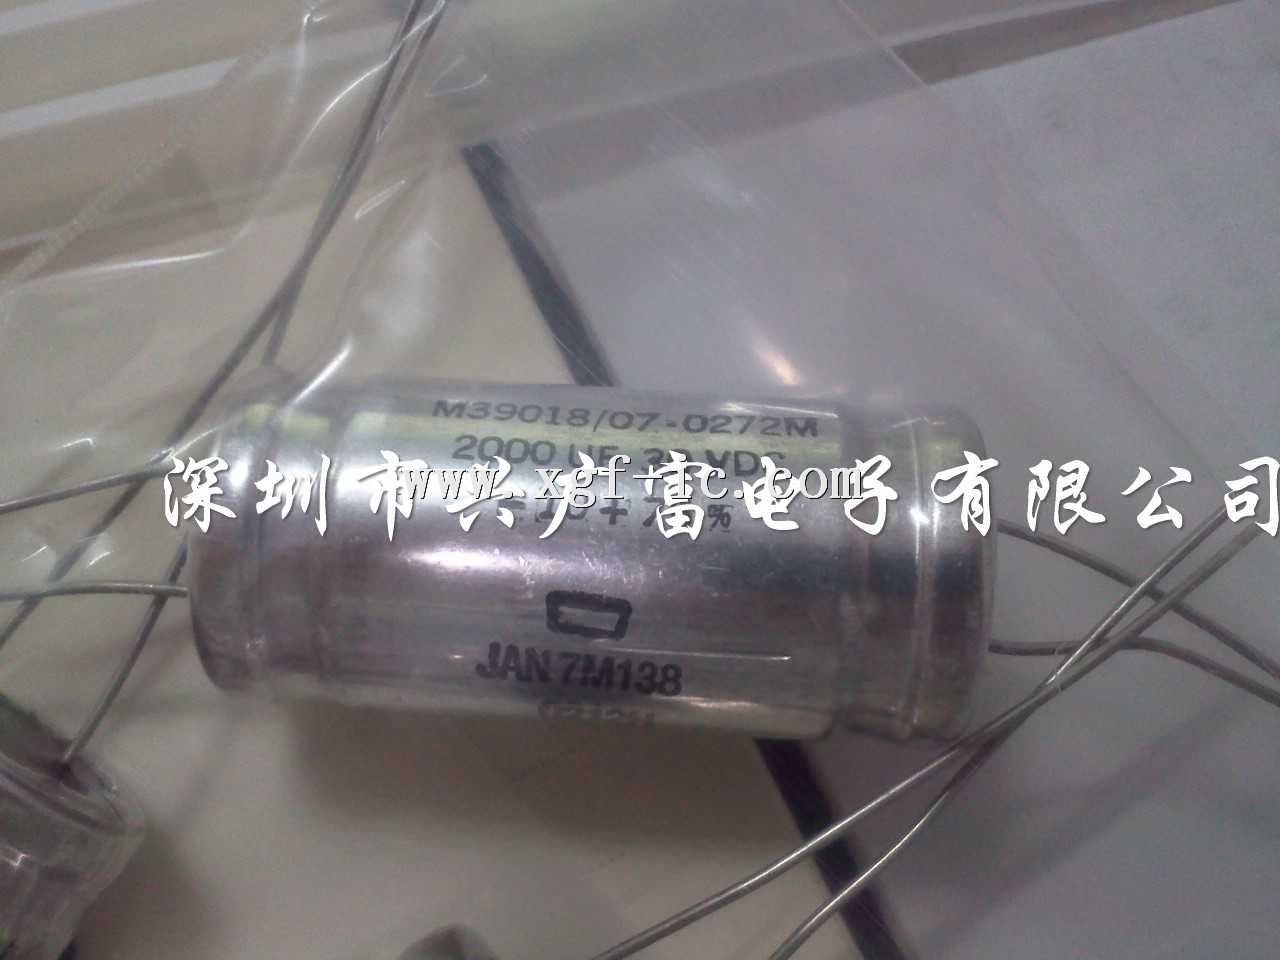 M39018/07-0272M
2000 UF 30 VDC
深圳市兴广富电子有限公司
www.xgf-ic.com
%
JAN 7M138